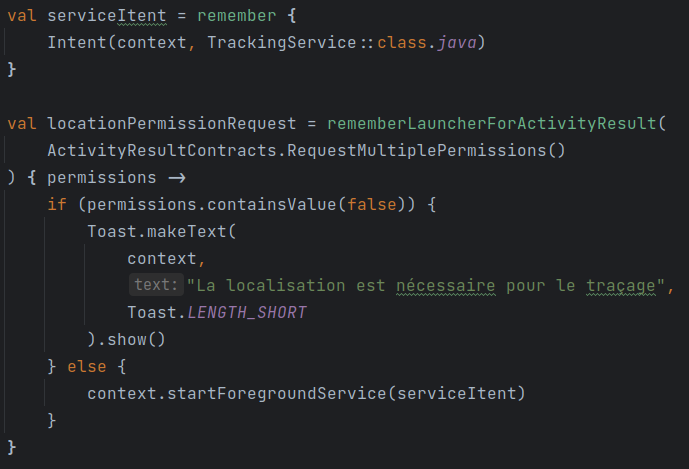 val serviceItent = remember {
    Intent(context, TrackingService::class.java)
}

val locationPermissionRequest = rememberLauncherForActivityResult(
    ActivityResultContracts.RequestMultiplePermissions()
) { permissions ->
    if (permissions.containsValue(false)) {
        Toast.makeText(
            context,
            text: "La localisation est nécessaire pour le traçage",
            Toast.LENGTH_SHORT
        ).show()
    } else {
        context.startForegroundService(serviceItent)
    }
}